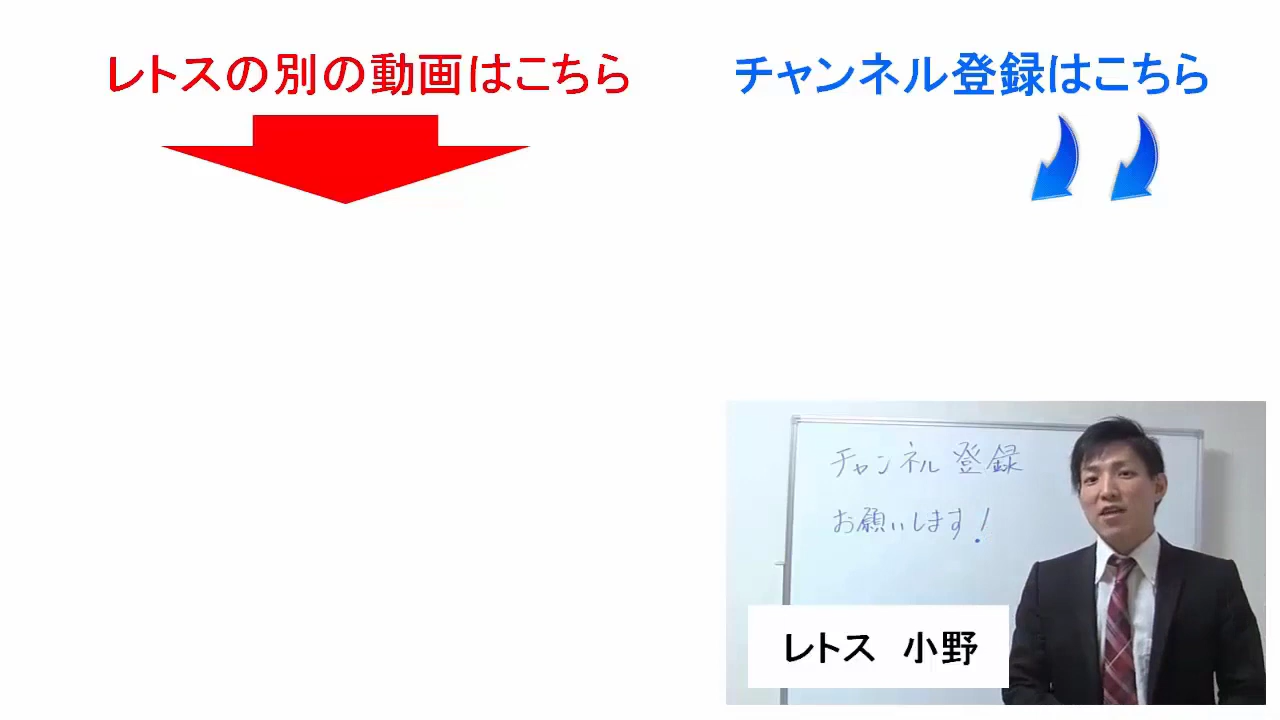 レトスの別の動画はこちら
チャンネル登録はこちら
チャンネル登録
お願いします!
レトス 小野